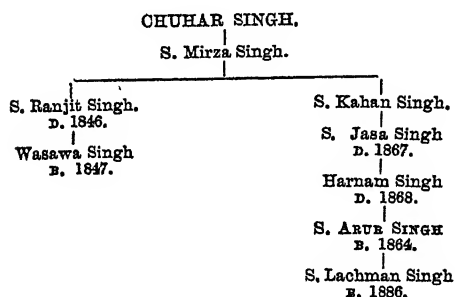 CHUHAR SINGH.
S. Mirza Singh.
S. Ranjit Singh.
D. 1846.
Wasawa Singh
B. 1847.
S. Kahan Singh.
S. Jasa Singh
D. 1867.
Harnam Singh
D. 1868.
S. ARUR SINGH
B. 1864.
S. Lachman Singh
B. 1886.